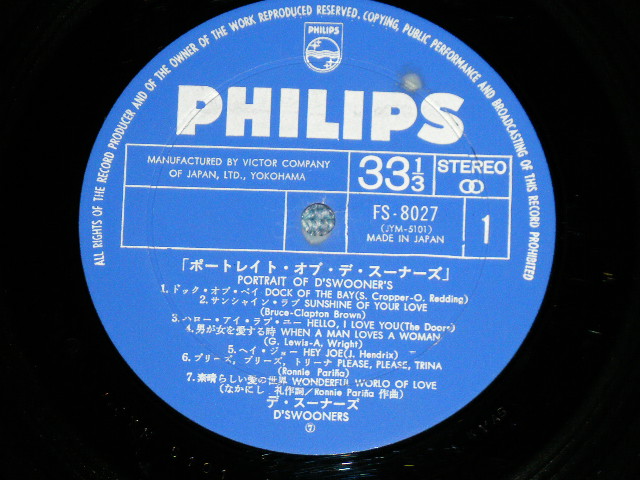 ALL RIGHTS OF THE RECORD PRODUCER AND OF THE OWNER OF THE WORK REPRODUCED RESERVED. COPYING, PUBLIC PERFORMANCE AND BROADCASTING OF THIS RECORD PROHIBITED
PHILIPS
PHILIPS
MANUFACTURED BY VICTOR COMPANY
OF JAPAN, LTD., YOKOHAMA
33 1/3
STEREO
FS-8027
(JYM-5101)
MADE IN JAPAN
1
「ポートレイト・オブ・デ・スーナーズ」
PORTRAIT OF D'SWOONER'S
1. ドック・オブ・ベイ DOCK OF THE BAY(S. Cropper-O. Redding)
2. サンシャイン・ラブ SUNSHINE OF YOUR LOVE
(Bruce-Clapton Brown)
3. ハロー・アイ・ラブ・ユー HELLO, I LOVE YOU(The Doors)
4. 男が女を愛する時 WHEN A MAN LOVES A WOMAN
(G. Lewis-A. Wright)
5. ヘイ・ジョー HEY JOE(J. Hendrix)
6. プリーズ, プリーズ, トリーナ PLEASE, PLEASE, TRINA
(Ronnie Pariña)
7. 素晴らしい愛の世界 WONDERFUL WORLD OF LOVE
(なかにし 礼作詞/Ronnie Pariña 作曲)
デ・スーナーズ
D'SWOONERS
⑦